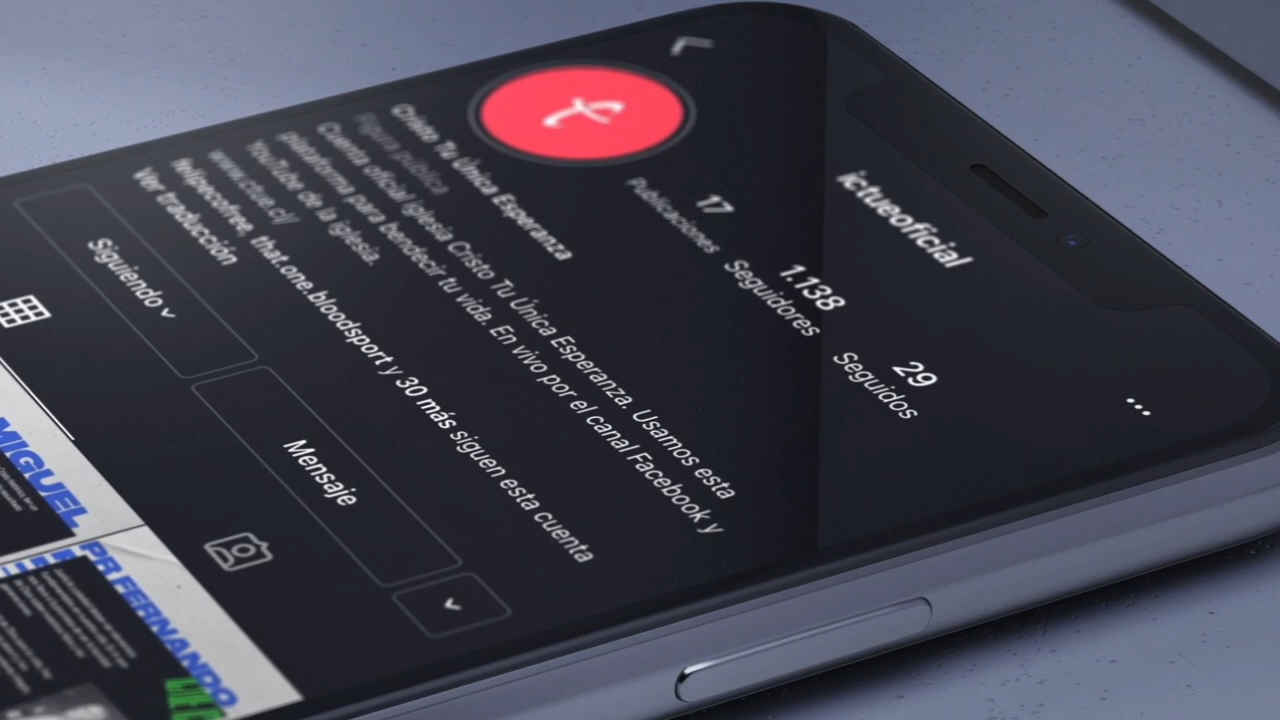 ictueoficial
17
Publicaciones
1.138
Seguidores
29
Seguidos
Cristo Tu Única Esperanza
Página pública
Cuenta oficial Iglesia Cristo Tu Única Esperanza. Usamos esta
plataforma para bendecir tu vida. En vivo por el canal Facebook y
YouTube de la iglesia.
www.ctue.cl/
felipecofree, that.one.bloodsport y 30 más siguen esta cuenta
Ver traducción
Siguiendo
Mensaje
MIGUEL
PR FERNANDO